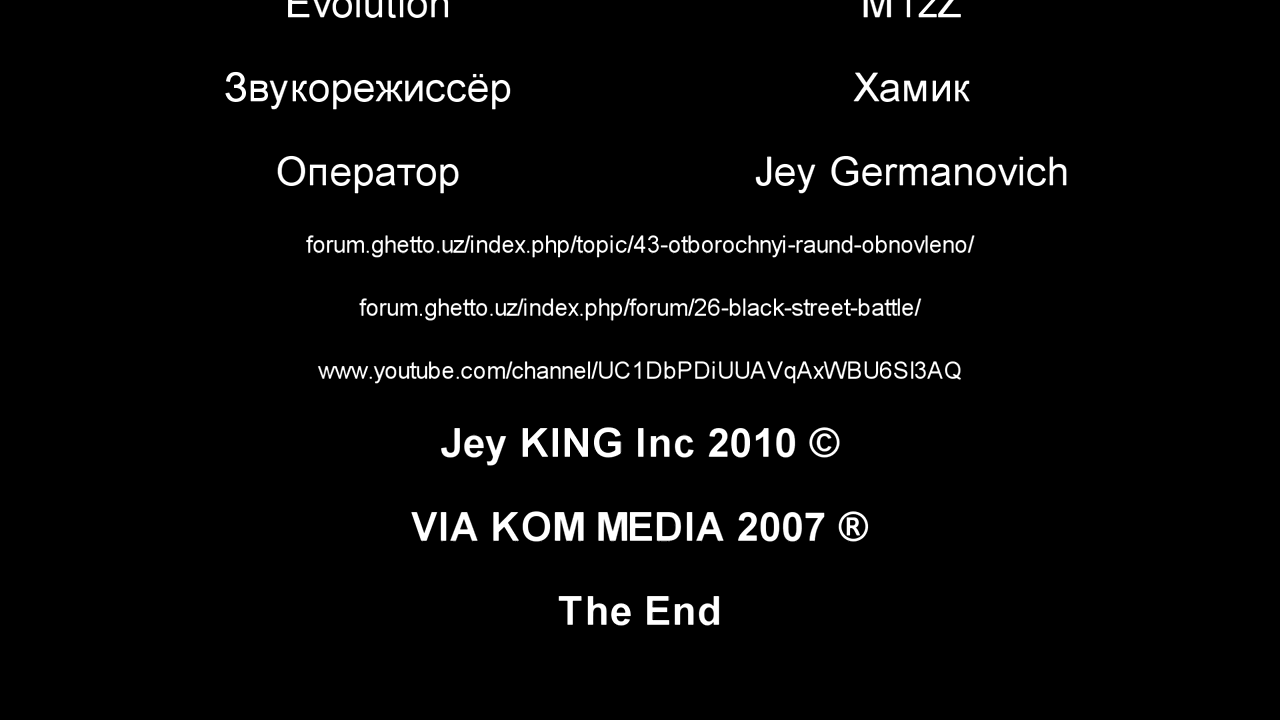 Evolution
Звукорежиссёр Хамик
Оператор Jey Germanovich
forum.ghetto.uz/index.php/topic/43-otborochnyi-raund-obnovleno/
forum.ghetto.uz/index.php/forum/26-black-street-battle/
www.youtube.com/channel/UC1DbPDiUUAVqAxWBU6SI3AQ
Jey KING Inc 2010 ©
VIA KOM MEDIA 2007 ®
The End